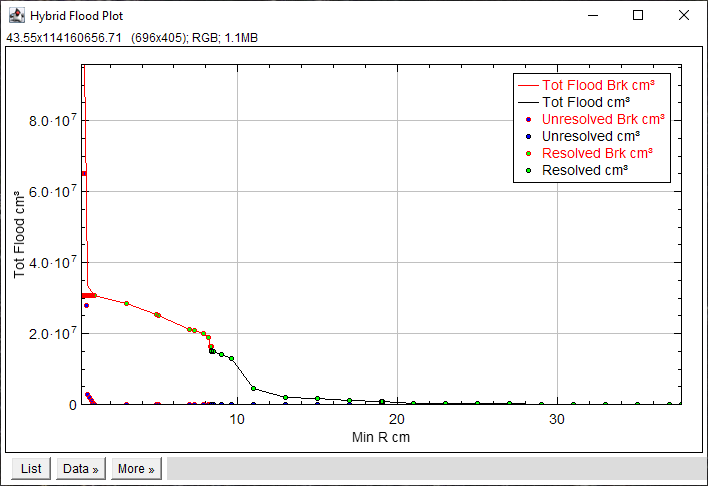 Hybrid Flood Plot
43.55x114160656.71 (696x405); RGB; 1.1MB
Tot Flood Brk cm³
Tot Flood cm³
Unresolved Brk cm³
Unresolved cm³
Resolved Brk cm³
Resolved cm³
8.0·10⁷
6.0·10⁷
4.0·10⁷
2.0·10⁷
0
Tot Flood cm³
10 20 30
Min R cm
List Data » More »